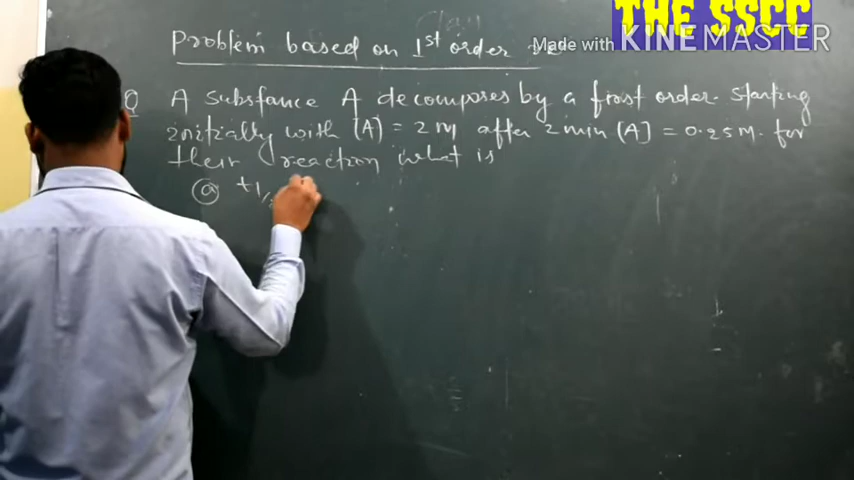 THE SSCC
Made with KINEMASTER
Problem based on 1st order
Q A substance A decomposes by a frost order. Starting
initially with [A] = 2 M after 2 min [A] = 0.25 M. for
their reaction what is
(a) t1/2